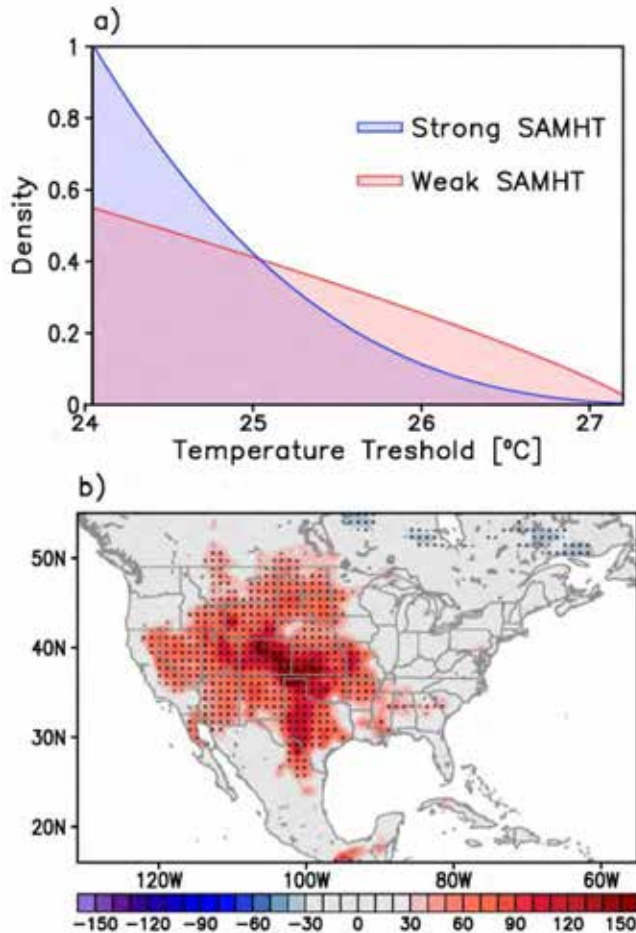 a)
1
0.8
0.6
0.4
0.2
0
Density
Strong SAMHT
Weak SAMHT
24 25 26 27
Temperature Treshold [°C]
b)
50N
40N
30N
20N
120W 100W 80W 60W
-150 -120 -90 -60 -30 0 30 60 90 120 150